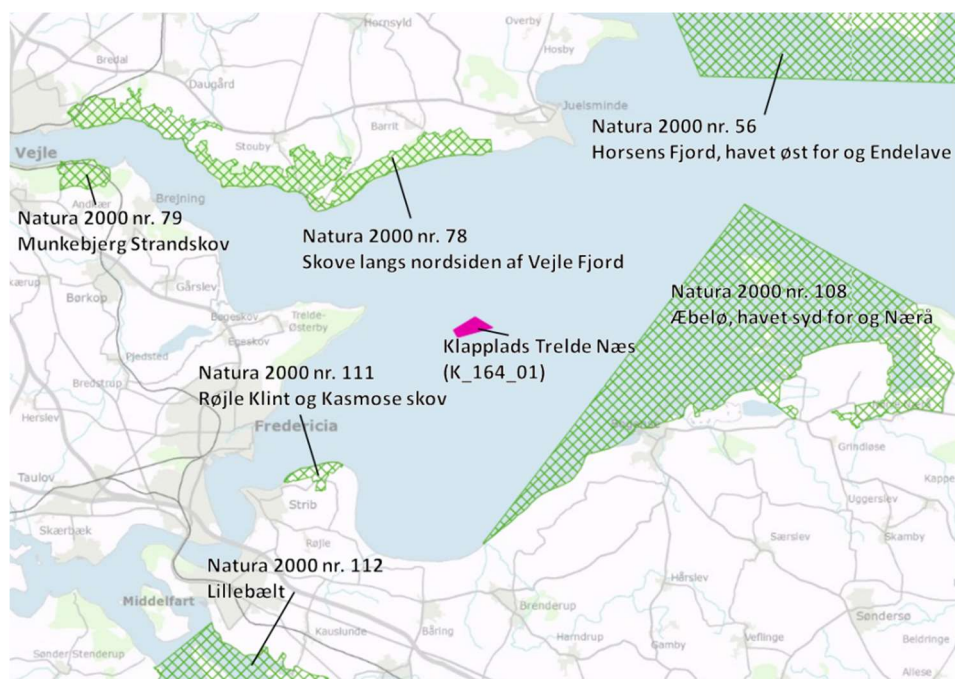 Hornsyld
Overby
Bredal
Hosby
Daugård
Juelsminde
Barrit
Stouby
Vejle
Natura 2000 nr. 56
Horsens Fjord, havet øst for og Endelave
Andkær
Brejning
Natura 2000 nr. 79
Munkebjerg Strandskov
Natura 2000 nr. 78
Skove langs nordsiden af Vejle Fjord
Gårslev
Børkop
Natura 2000 nr. 108
Æbelø, havet syd for og Nærå
Trelde-
Østerby
Egeskov
Klapplads Trelde Næs
(K_164_01)
Pjedsted
Bredstrup
Natura 2000 nr. 111
Røjle Klint og Kasmose skov
Herslev
Fredericia
Grindløse
Taulov
Strib
Uggerslev
Skærbæk
Røjle
Særslev
Skamby
Natura 2000 nr. 112
Lillebælt
Middelfart
Hårslev
Brenderup
Søndersø
Kauslunde
Båring
Harndrup
Veflinge
Gamby
Beldringe
Sønder Stenderup
Allese